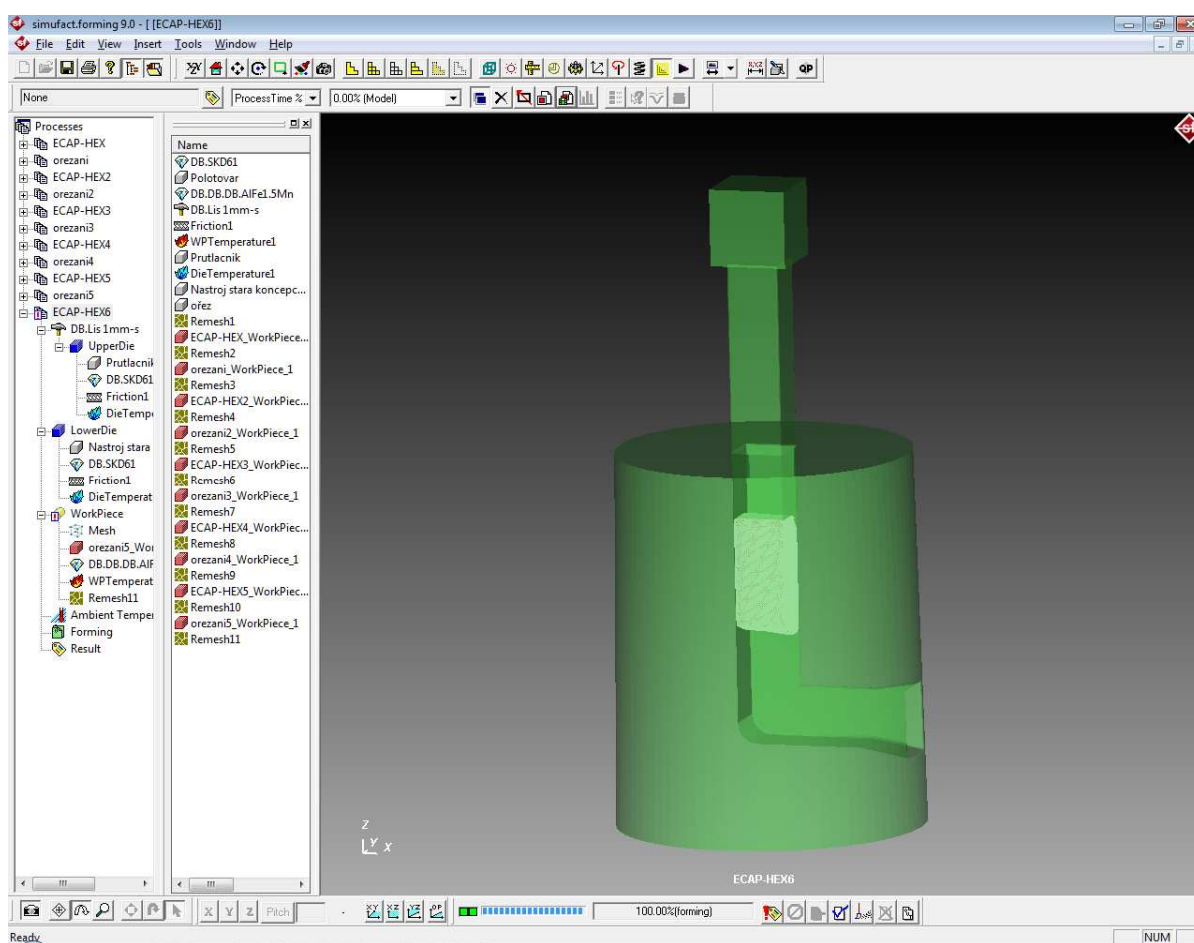 simufact.forming 9.0 - [ [ECAP-HEX6]]
File Edit View Insert Tools Window Help
QP
None ProcessTime % 0.00% (Model)
Processes
ECAP-HEX
orezani
ECAP-HEX2
orezani2
ECAP-HEX3
orezani3
ECAP-HEX4
orezani4
ECAP-HEX5
orezani5
ECAP-HEX6
DB.Lis 1mm-s
UpperDie
Prutlacnik
DB.SKD61
Friction1
DieTempe
LowerDie
Nastroj stara
DB.SKD61
Friction1
DieTemperat
WorkPiece
Mesh
orezani5_Wor
DB.DB.DB.AlF
WPTemperat
Remesh11
Ambient Temper
Forming
Result
Name
DB.SKD61
Polotovar
DB.DB.DB.AlFe1.5Mn
DB.Lis 1mm-s
Friction1
WPTemperature1
Prutlacnik
DieTemperature1
Nastroj stara koncepc...
ořez
Remesh1
ECAP-HEX_WorkPiece...
Remesh2
orezani_WorkPiece_1
Remesh3
ECAP-HEX2_WorkPiec...
Remesh4
orezani2_WorkPiece_1
Remesh5
ECAP-HEX3_WorkPiec...
Remesh6
orezani3_WorkPiece_1
Remesh7
ECAP-HEX4_WorkPiec...
Remesh8
orezani4_WorkPiece_1
Remesh9
ECAP-HEX5_WorkPiec...
Remesh10
orezani5_WorkPiece_1
Remesh11
Z
Y X
ECAP-HEX6
X Y Z Pitch XY XZ YZ 100.00%(forming)
Ready NUM